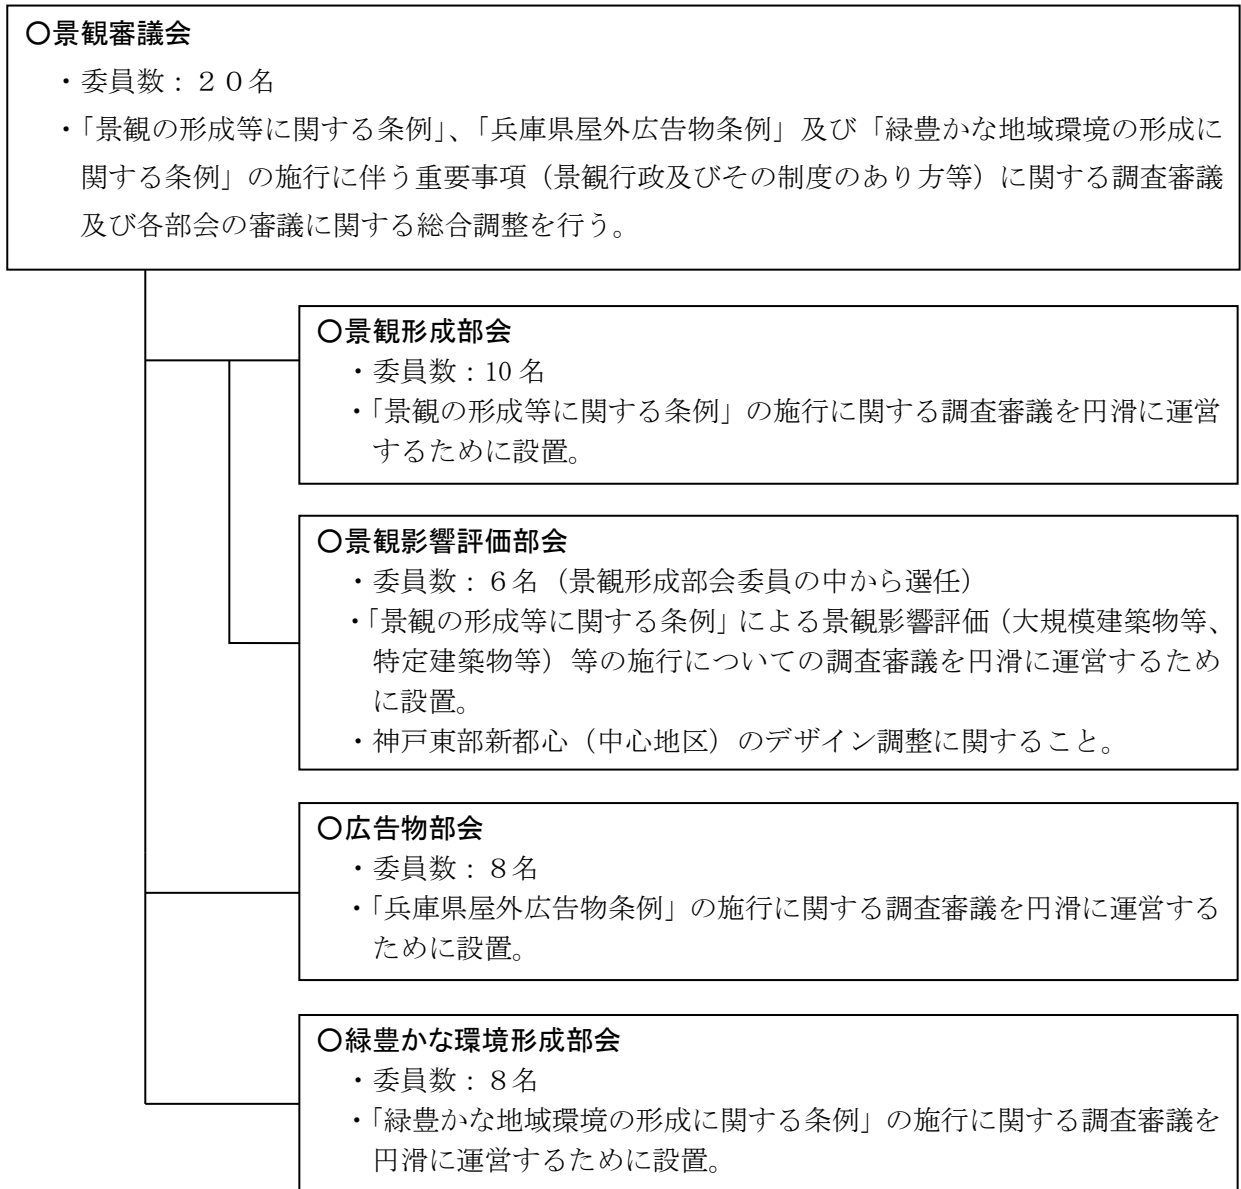 〇景観審議会
・委員数：２０名
・「景観の形成等に関する条例」、「兵庫県屋外広告物条例」及び「緑豊かな地域環境の形成に
関する条例」の施行に伴う重要事項（景観行政及びその制度のあり方等）に関する調査審議
及び各部会の審議に関する総合調整を行う。
〇景観形成部会
・委員数：10 名
・「景観の形成等に関する条例」の施行に関する調査審議を円滑に運営
するために設置。
〇景観影響評価部会
・委員数：６名（景観形成部会委員の中から選任）
・「景観の形成等に関する条例」による景観影響評価（大規模建築物等、
特定建築物等）等の施行についての調査審議を円滑に運営するため
に設置。
・神戸東部新都心（中心地区）のデザイン調整に関すること。
〇広告物部会
・委員数：８名
・「兵庫県屋外広告物条例」の施行に関する調査審議を円滑に運営する
ために設置。
〇緑豊かな環境形成部会
・委員数：８名
・「緑豊かな地域環境の形成に関する条例」の施行に関する調査審議を
円滑に運営するために設置。